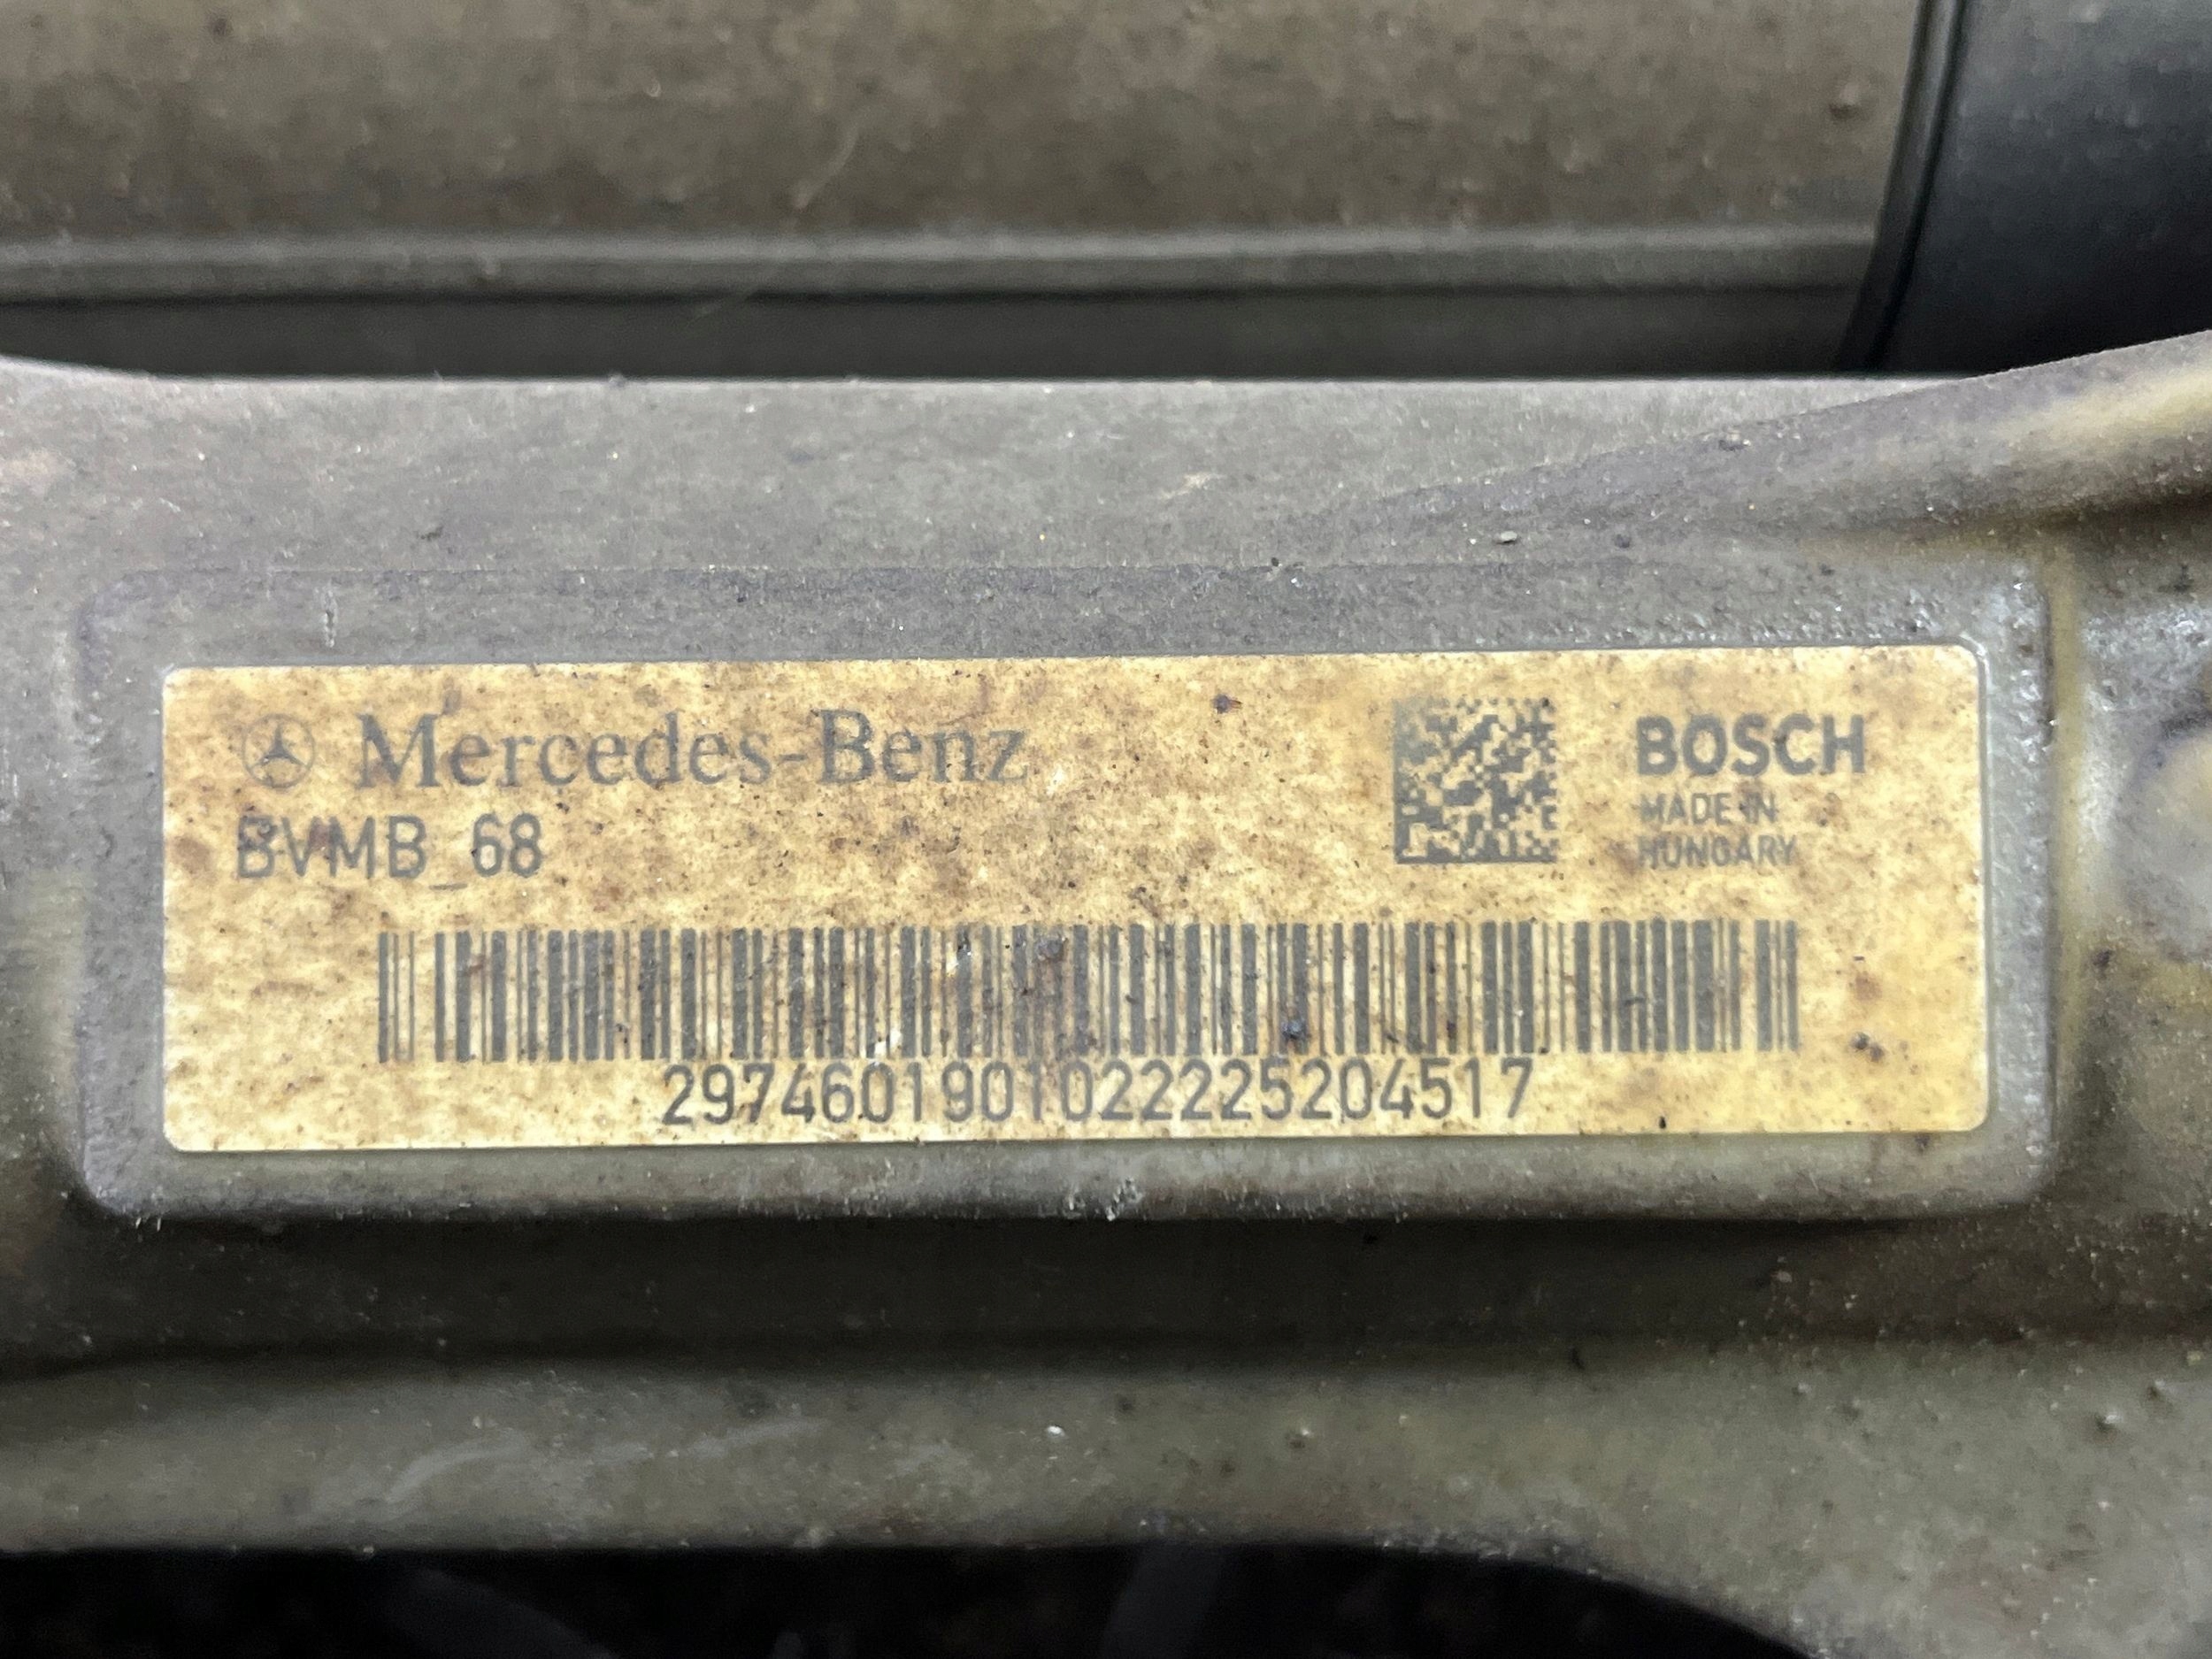 Mercedes-Benz
BVMB_68
BOSCH
MADE IN
HUNGARY
2974601901022225204517